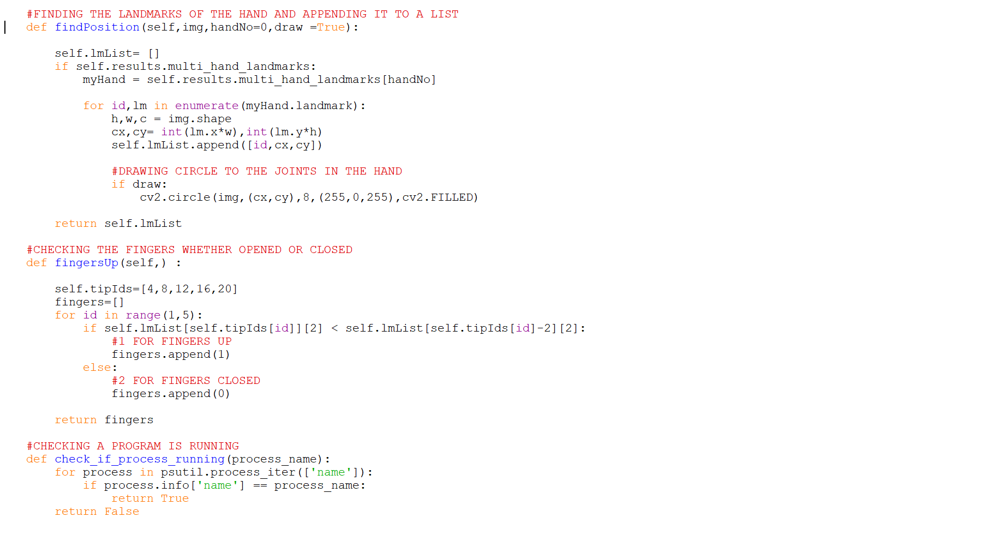 #FINDING THE LANDMARKS OF THE HAND AND APPENDING IT TO A LIST
def findPosition(self,img,handNo=0,draw =True):
self.lmList= []
if self.results.multi_hand_landmarks:
myHand = self.results.multi_hand_landmarks[handNo]
for id,lm in enumerate(myHand.landmark):
h,w,c = img.shape
cx,cy= int(lm.x*w),int(lm.y*h)
self.lmList.append([id,cx,cy])
#DRAWING CIRCLE TO THE JOINTS IN THE HAND
if draw:
cv2.circle(img,(cx,cy),8,(255,0,255),cv2.FILLED)
return self.lmList
#CHECKING THE FINGERS WHETHER OPENED OR CLOSED
def fingersUp(self,) :
self.tipIds=[4,8,12,16,20]
fingers=[]
for id in range(1,5):
if self.lmList[self.tipIds[id]][2] < self.lmList[self.tipIds[id]-2][2]:
#1 FOR FINGERS UP
fingers.append(1)
else:
#2 FOR FINGERS CLOSED
fingers.append(0)
return fingers
#CHECKING A PROGRAM IS RUNNING
def check_if_process_running(process_name):
for process in psutil.process_iter(['name']):
if process.info['name'] == process_name:
return True
return False